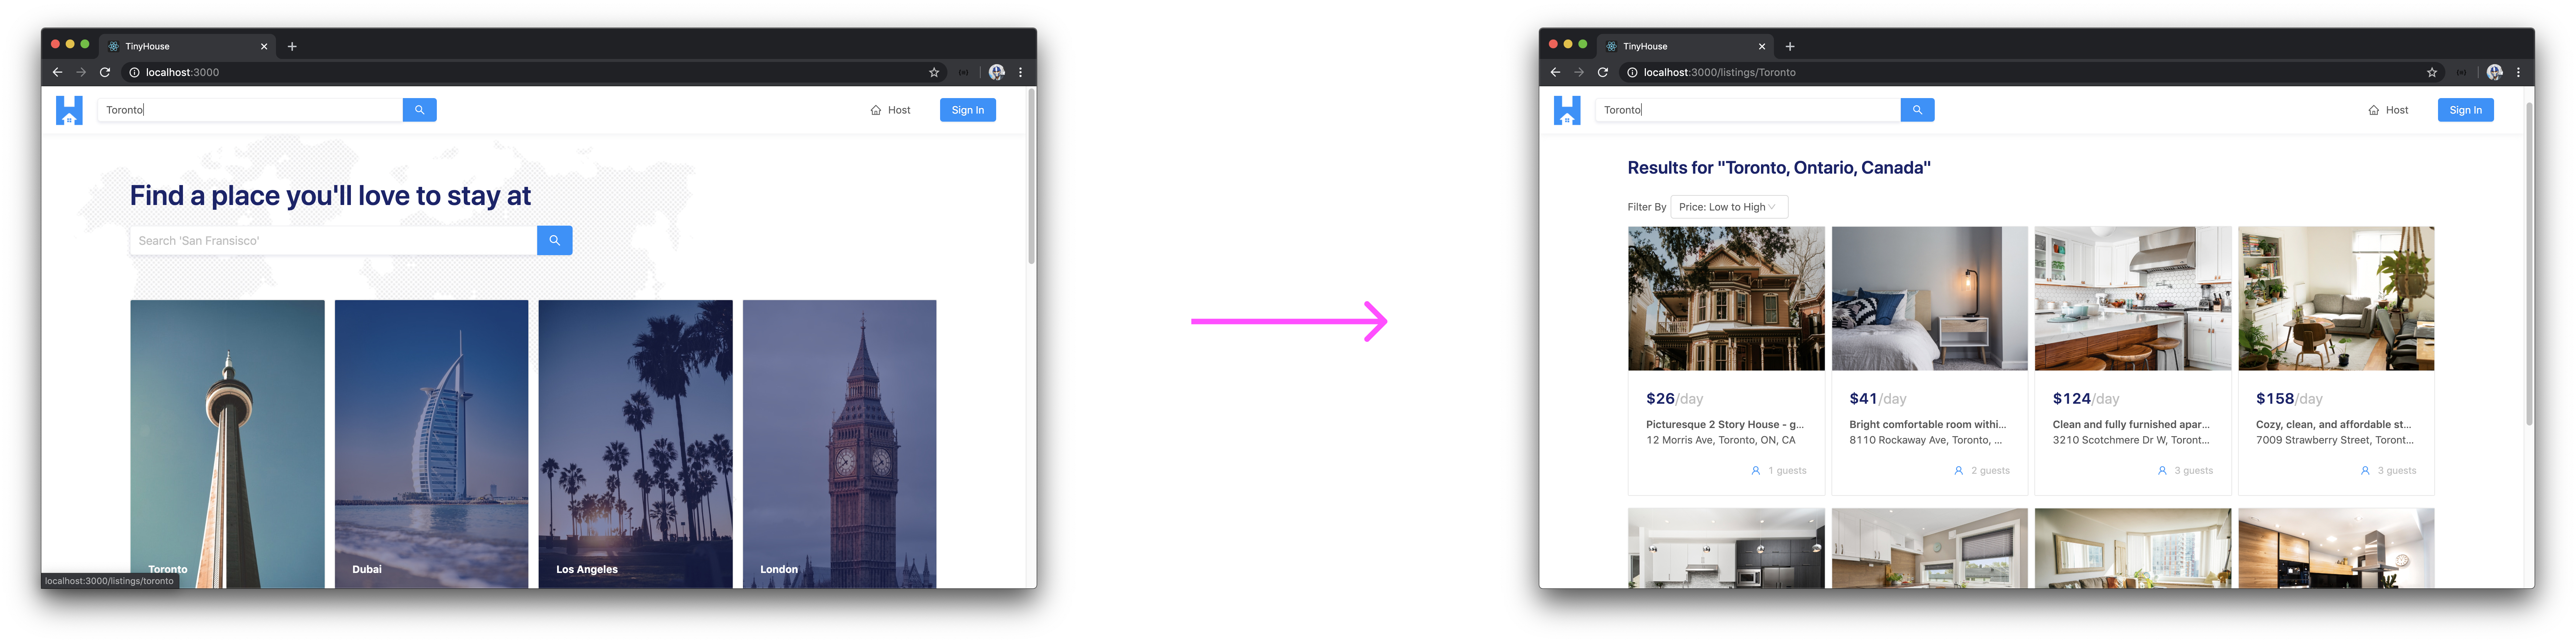 TinyHouse
localhost:3000
Toronto
Host
Sign In
Find a place you'll love to stay at
Search 'San Fransisco'
Toronto
Dubai
Los Angeles
London
localhost:3000/listings/toronto
TinyHouse
localhost:3000/listings/Toronto
Toronto
Host
Sign In
Results for "Toronto, Ontario, Canada"
Filter By Price: Low to High
$26/day
Picturesque 2 Story House - g...
12 Morris Ave, Toronto, ON, CA
1 guests
$41/day
Bright comfortable room withi...
8110 Rockaway Ave, Toronto, ...
2 guests
$124/day
Clean and fully furnished apar...
3210 Scotchmere Dr W, Toront...
3 guests
$158/day
Cozy, clean, and affordable st...
7009 Strawberry Street, Toront...
3 guests